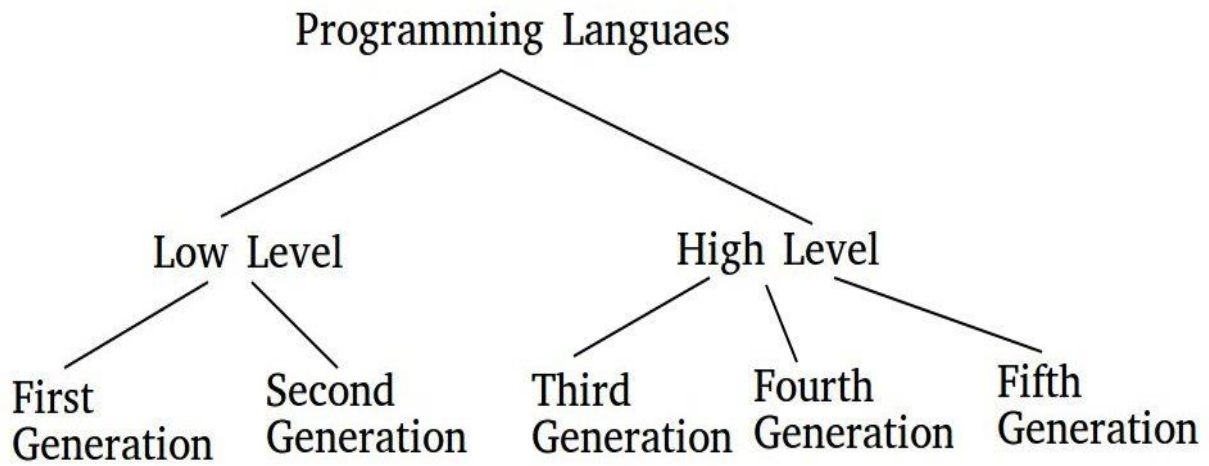 Programming Languaes
Low Level
High Level
First
Generation
Second
Generation
Third
Generation
Fourth
Generation
Fifth
Generation